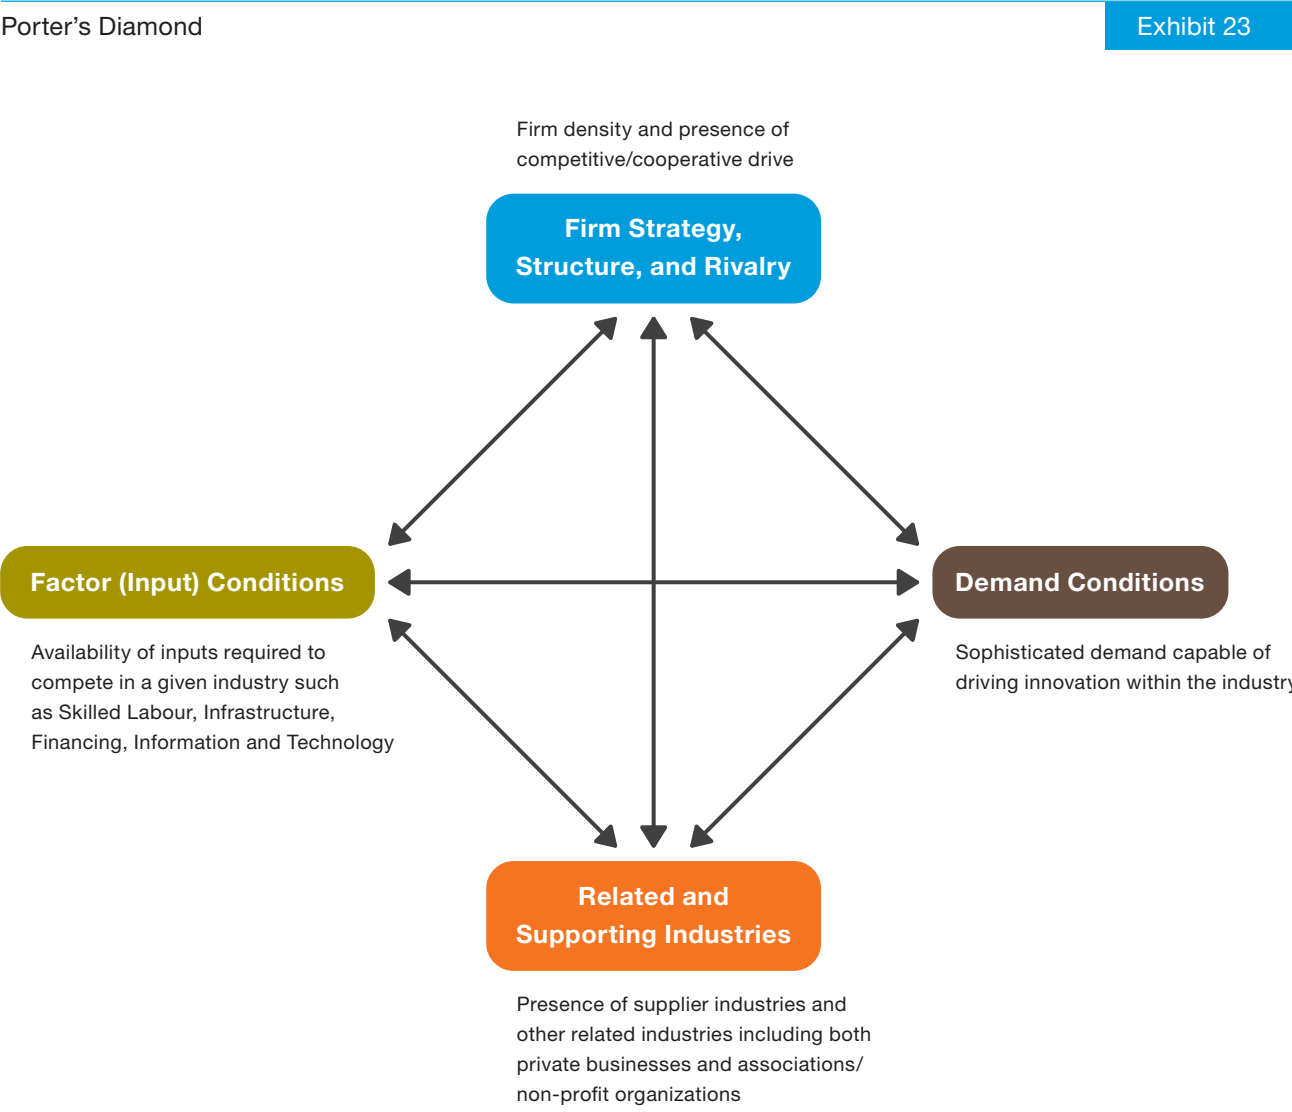 Porter’s Diamond
Exhibit 23
Firm density and presence of
competitive/cooperative drive
Firm Strategy,
Structure, and Rivalry
Factor (Input) Conditions
Demand Conditions
Availability of inputs required to
compete in a given industry such
as Skilled Labour, Infrastructure,
Financing, Information and Technology
Sophisticated demand capable of
driving innovation within the industry
Related and
Supporting Industries
Presence of supplier industries and
other related industries including both
private businesses and associations/
non-profit organizations